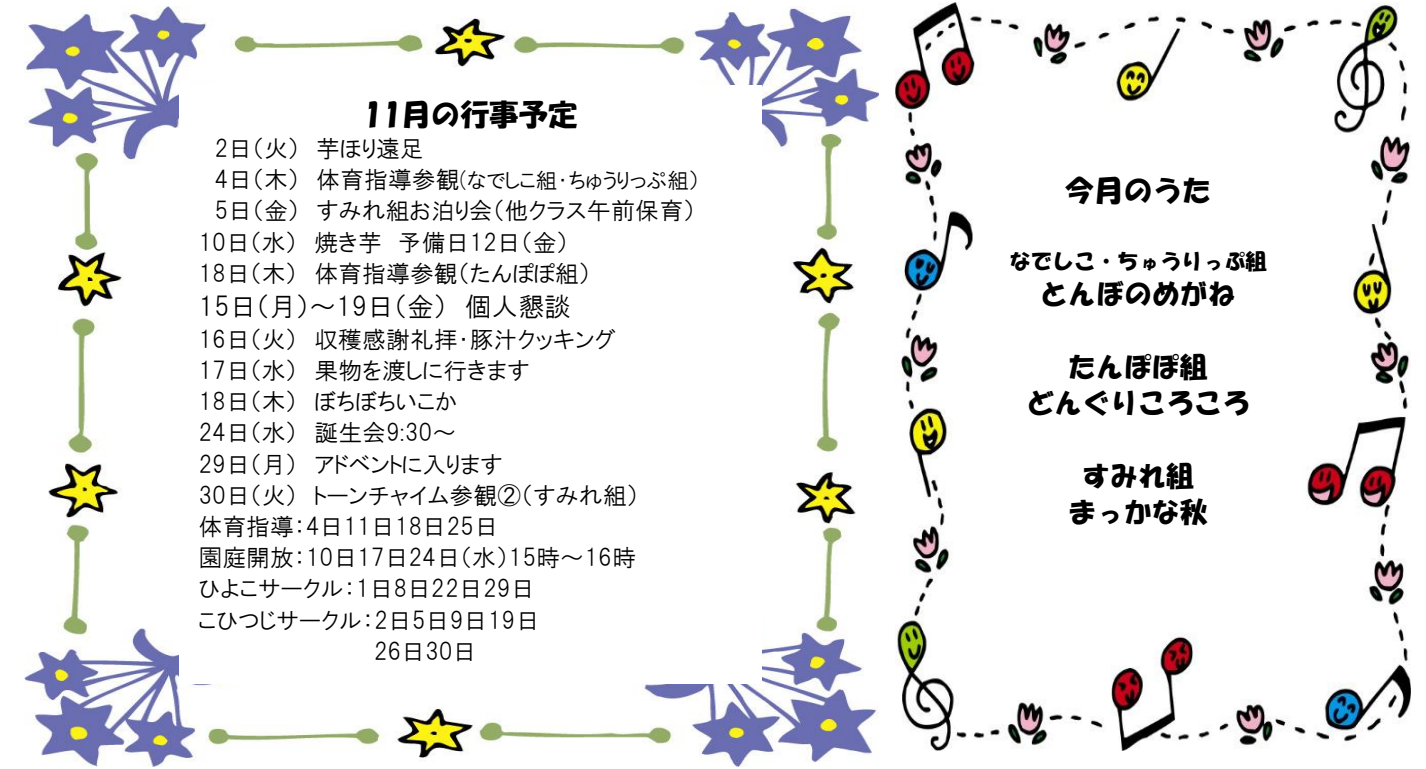 11月の行事予定
2日(火) 芋ほり遠足
4日(木) 体育指導参観(なでしこ組・ちゅうりっぷ組)
5日(金) すみれ組お泊り会(他クラス午前保育)
10日(水) 焼き芋 予備日12日(金)
18日(木) 体育指導参観(たんぽぽ組)
15日(月)～19日(金) 個人懇談
16日(火) 収穫感謝礼拝・豚汁クッキング
17日(水) 果物を渡しに行きます
18日(木) ぼちぼちいこか
24日(水) 誕生会9:30～
29日(月) アドベントに入ります
30日(火) トーンチャイム参観②(すみれ組)
体育指導:4日11日18日25日
園庭開放:10日17日24日(水)15時～16時
ひよこサークル:1日8日22日29日
こひつじサークル:2日5日9日19日
26日30日
今月のうた
なでしこ・ちゅうりっぷ組
とんぼのめがね
たんぽぽ組
どんぐりころころ
すみれ組
まっかな秋